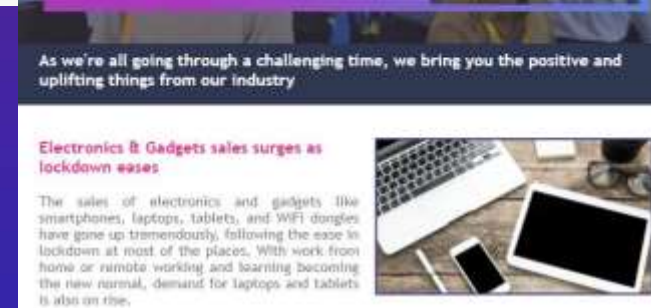 As we're all going through a challenging time, we bring you the positive and
uplifting things from our industry
Electronics & Gadgets sales surges as
lockdown eases
The sales of electronics and gadgets like
smartphones, laptops, tablets, and WiFi dongles
have gone up tremendously, following the ease in
lockdown at most of the places. With work from
home or remote working and learning becoming
the new normal, demand for laptops and tablets
is also on rise.